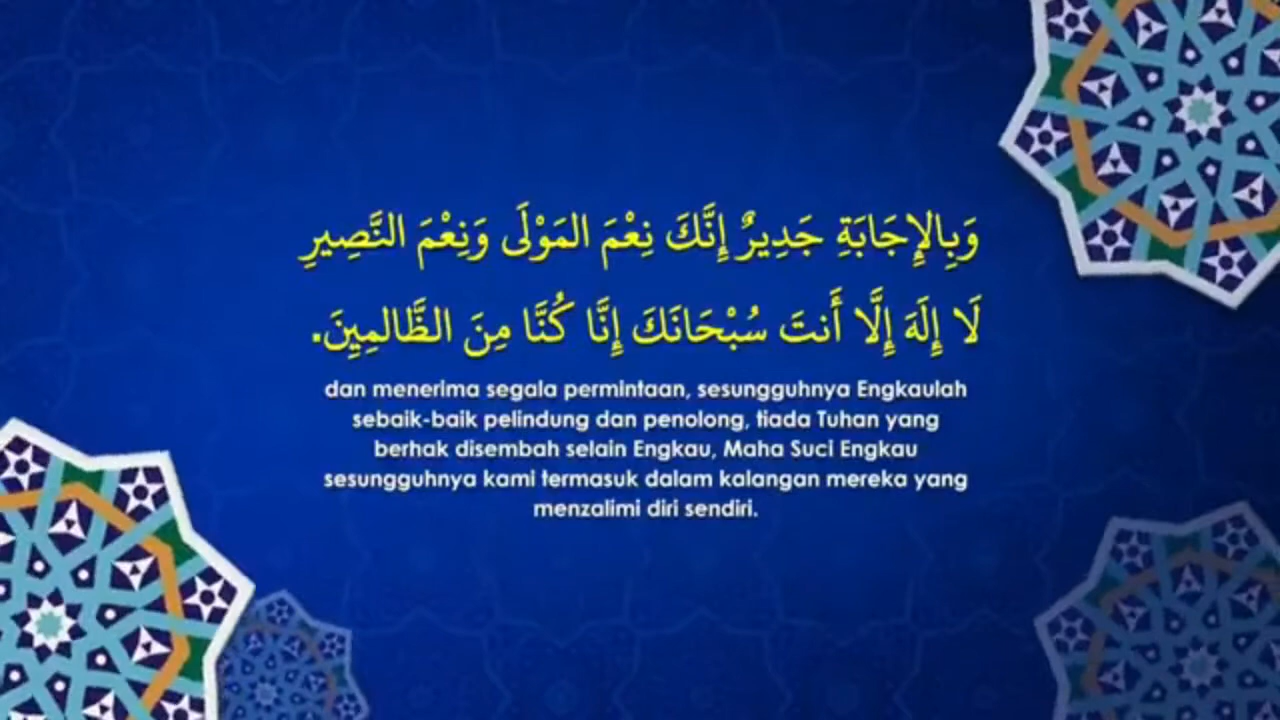 وَبِالإِجَابَةِ جَدِيرٌ إِنَّكَ نِعْمَ المَوْلَى وَنِعْمَ النَّصِيرِ
لَا إِلَهَ إِلَّا أَنتَ سُبْحَانَكَ إِنَّا كُنَّا مِنَ الظَّالمِيِنَ.
dan menerima segala permintaan, sesungguhnya Engkaulah
sebaik-baik pelindung dan penolong, tiada Tuhan yang
berhak disembah selain Engkau, Maha Suci Engkau
sesungguhnya kami termasuk dalam kalangan mereka yang
menzalimi diri sendiri.